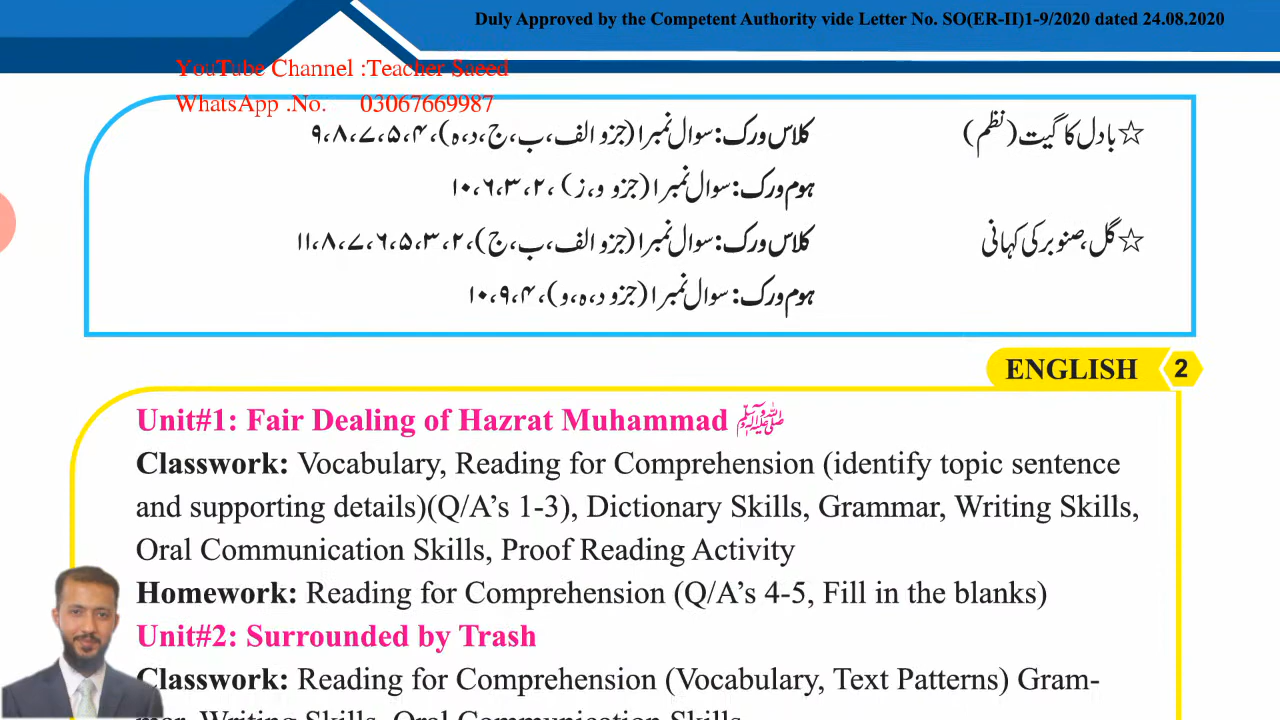 Duly Approved by the Competent Authority vide Letter No. SO(ER-II)1-9/2020 dated 24.08.2020
YouTube Channel :Teacher Saeed
WhatsApp .No. 03067669987
☆بادل کا گیت (نظم) کلاس ورک: سوال نمبر۱ (جزو الف، ب، ج، د، ہ)، ۴، ۵، ۷، ۸، ۹
ہوم ورک: سوال نمبر۱ (جزو و، ز) ،۲، ۳، ۶، ۱۰
☆گل، صنوبر کی کہانی کلاس ورک: سوال نمبر۱ (جزو الف، ب، ج)، ۲، ۳، ۵، ۶، ۷، ۸، ۱۱
ہوم ورک: سوال نمبر۱ (جزو د، ہ، و)، ۴، ۹، ۱۰
ENGLISH 2
Unit#1: Fair Dealing of Hazrat Muhammad ﷺ
Classwork: Vocabulary, Reading for Comprehension (identify topic sentence
and supporting details)(Q/A’s 1-3), Dictionary Skills, Grammar, Writing Skills,
Oral Communication Skills, Proof Reading Activity
Homework: Reading for Comprehension (Q/A’s 4-5, Fill in the blanks)
Unit#2: Surrounded by Trash
Classwork: Reading for Comprehension (Vocabulary, Text Patterns) Gram-
mar, Writing Skills, Oral Communication Skills